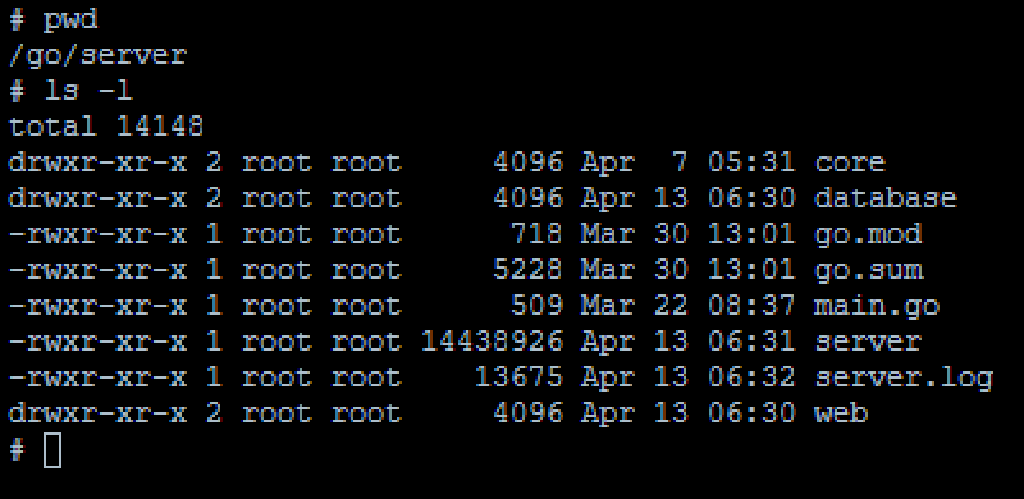 # pwd
/go/server
# ls -l
total 14148
drwxr-xr-x 2 root root     4096 Apr  7 05:31 core
drwxr-xr-x 2 root root     4096 Apr 13 06:30 database
-rwxr-xr-x 1 root root      718 Mar 30 13:01 go.mod
-rwxr-xr-x 1 root root     5228 Mar 30 13:01 go.sum
-rwxr-xr-x 1 root root      509 Mar 22 08:37 main.go
-rwxr-xr-x 1 root root 14438926 Apr 13 06:31 server
-rwxr-xr-x 1 root root    13675 Apr 13 06:32 server.log
drwxr-xr-x 2 root root     4096 Apr 13 06:30 web
#